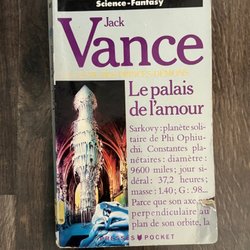 Science-Fantasy
Jack
Vance
Le palais
de l'amour
Sarkovy : planète soli-
taire de Phi Ophiu-
chi. Constantes pla-
nétaires : diamètre :
9600 miles ; jour si-
déral : 37,2 heures ;
masse : 1.40 ; G : .98...
Parce que son axe est
perpendiculaire au
plan de son orbite, la
POCKET